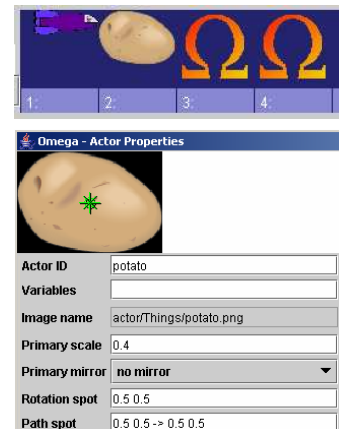 Ω Ω
1: 2: 3: 4:
Omega - Actor Properties
Actor ID potato
Variables
Image name actor/Things/potato.png
Primary scale 0.4
Primary mirror no mirror
Rotation spot 0.5 0.5
Path spot 0.5 0.5 -> 0.5 0.5